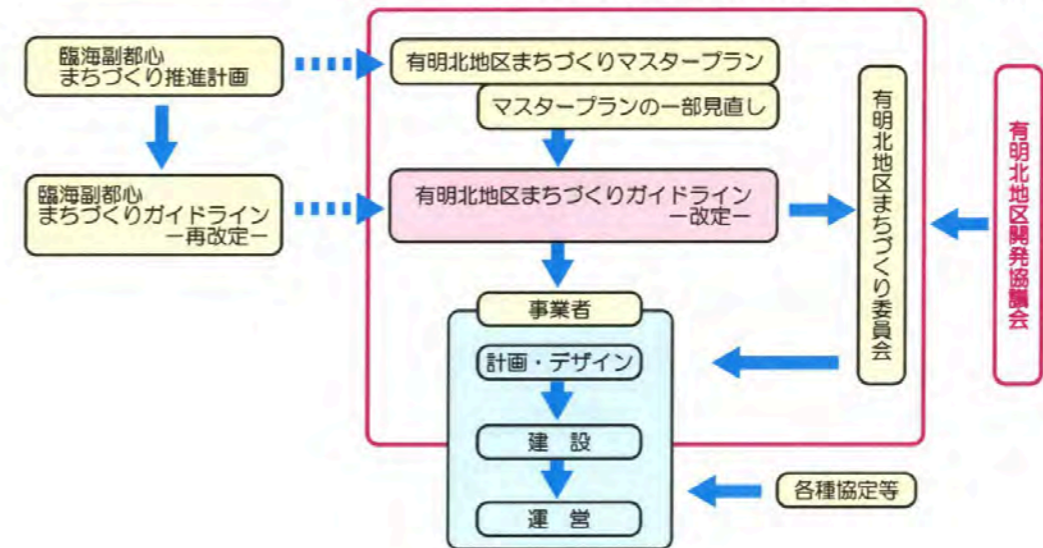 臨海副都心
まちづくり推進計画
有明北地区まちづくりマスタープラン
マスタープランの一部見直し
臨海副都心
まちづくりガイドライン
ー再改定ー
有明北地区まちづくりガイドライン
ー改定ー
有明北地区まちづくり委員会
有明北地区開発協議会
事業者
計画・デザイン
建 設
運 営
各種協定等